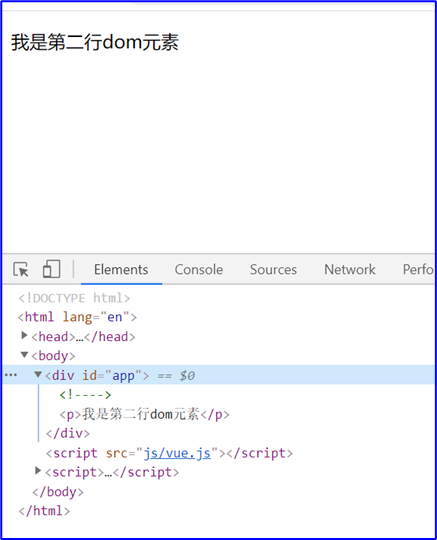 我是第二行dom元素
Elements Console Sources Network Perfo
<!DOCTYPE html>
<html lang="en">
<head>…</head>
<body>
<div id="app"> == $0
<!---->
<p>我是第二行dom元素</p>
</div>
<script src="js/vue.js"></script>
<script>…</script>
</body>
</html>